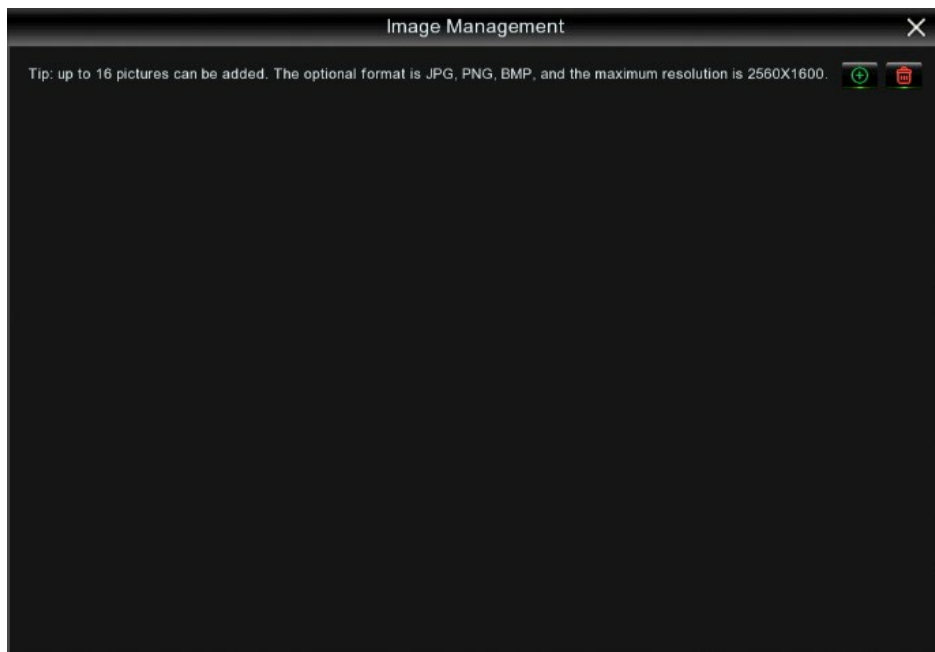 Image Management
Tip: up to 16 pictures can be added. The optional format is JPG, PNG, BMP, and the maximum resolution is 2560X1600.